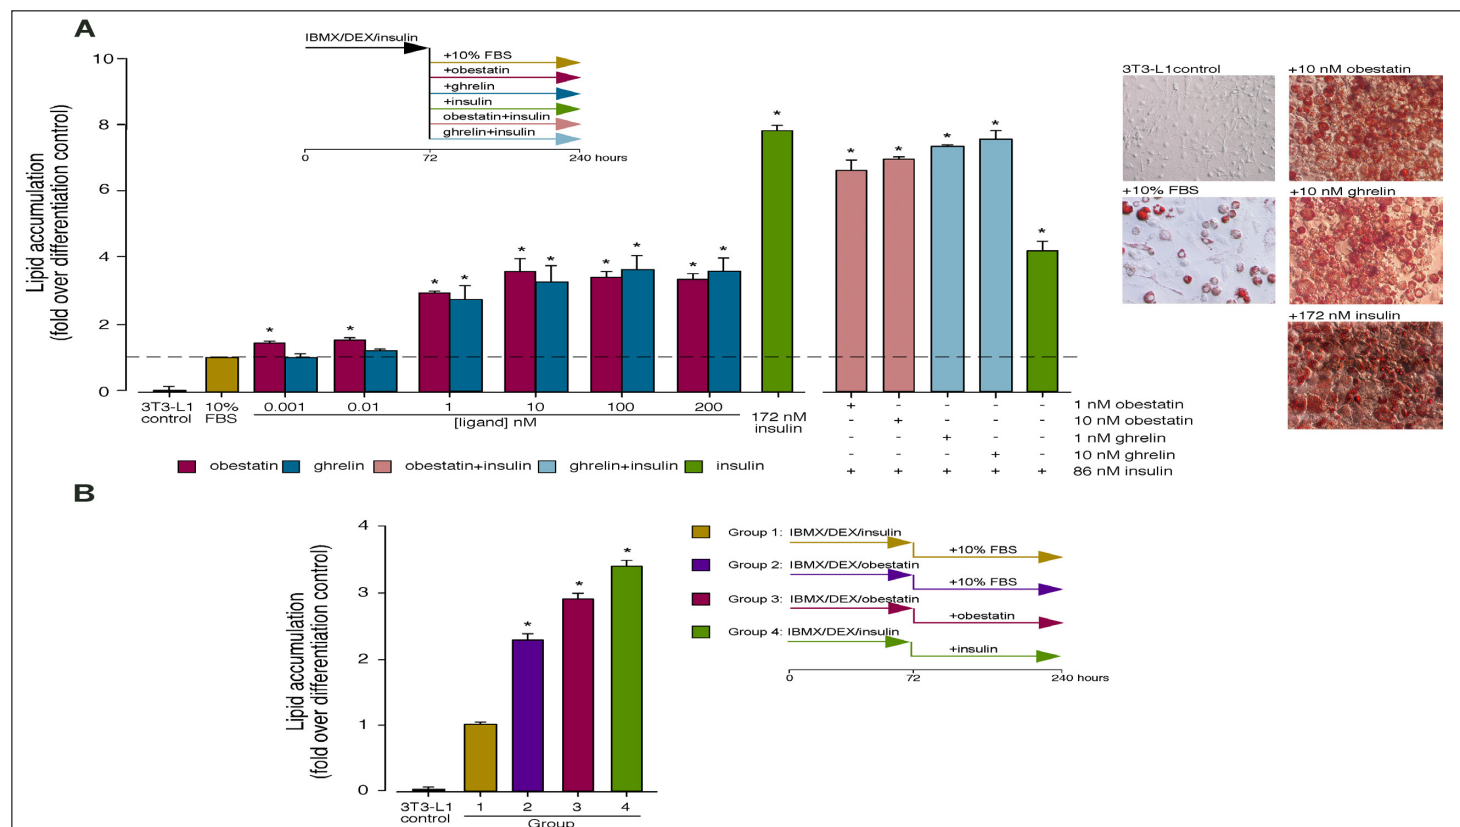 A
IBMX/DEX/insulin
+10% FBS
+obestatin
+ghrelin
+insulin
obestatin+insulin
ghrelin+insulin
0 72 240 hours
Lipid accumulation
(fold over differentiation control)
10
8
6
4
2
0
* * * * * * * * * * * * * * * *
3T3-L1 control
10% FBS
0.001 0.01 1 10 100 200
[ligand] nM
172 nM insulin
+ - - - - 1 nM obestatin
- + - - - 10 nM obestatin
- - + - - 1 nM ghrelin
- - - + - 10 nM ghrelin
+ + + + + 86 nM insulin
obestatin ghrelin obestatin+insulin ghrelin+insulin insulin
3T3-L1control
+10 nM obestatin
+10% FBS
+10 nM ghrelin
+172 nM insulin
B
Lipid accumulation
(fold over differentiation control)
4
3
2
1
0
* * *
3T3-L1 control
1 2 3 4
Group
Group 1: IBMX/DEX/insulin
+10% FBS
Group 2: IBMX/DEX/obestatin
+10% FBS
Group 3: IBMX/DEX/obestatin
+obestatin
Group 4: IBMX/DEX/insulin
+insulin
0 72 240 hours